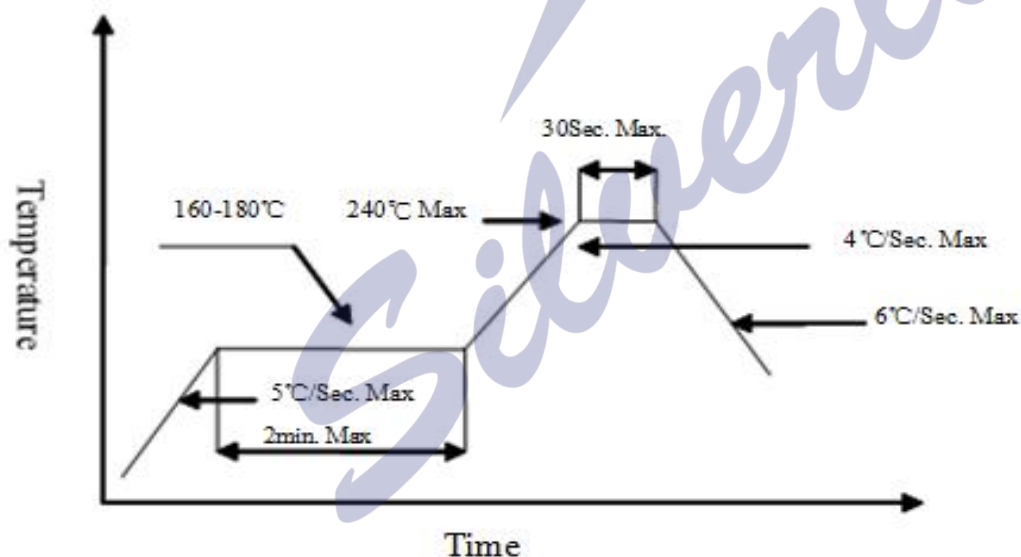 30Sec. Max.
160-180℃
240℃ Max
4℃/Sec. Max
6℃/Sec. Max
5℃/Sec. Max
2min. Max
Temperature
Time